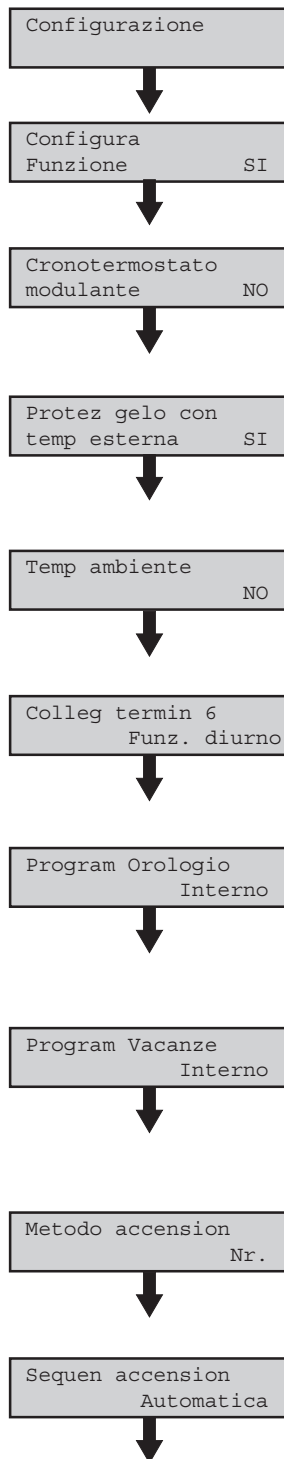 Configurazione
Configura
Funzione SI
Cronotermostato
modulante NO
Protez gelo con
temp esterna SI
Temp ambiente
NO
Colleg termin 6
Funz. diurno
Program Orologio
Interno
Program Vacanze
Interno
Metodo accension
Nr.
Sequen accension
Automatica